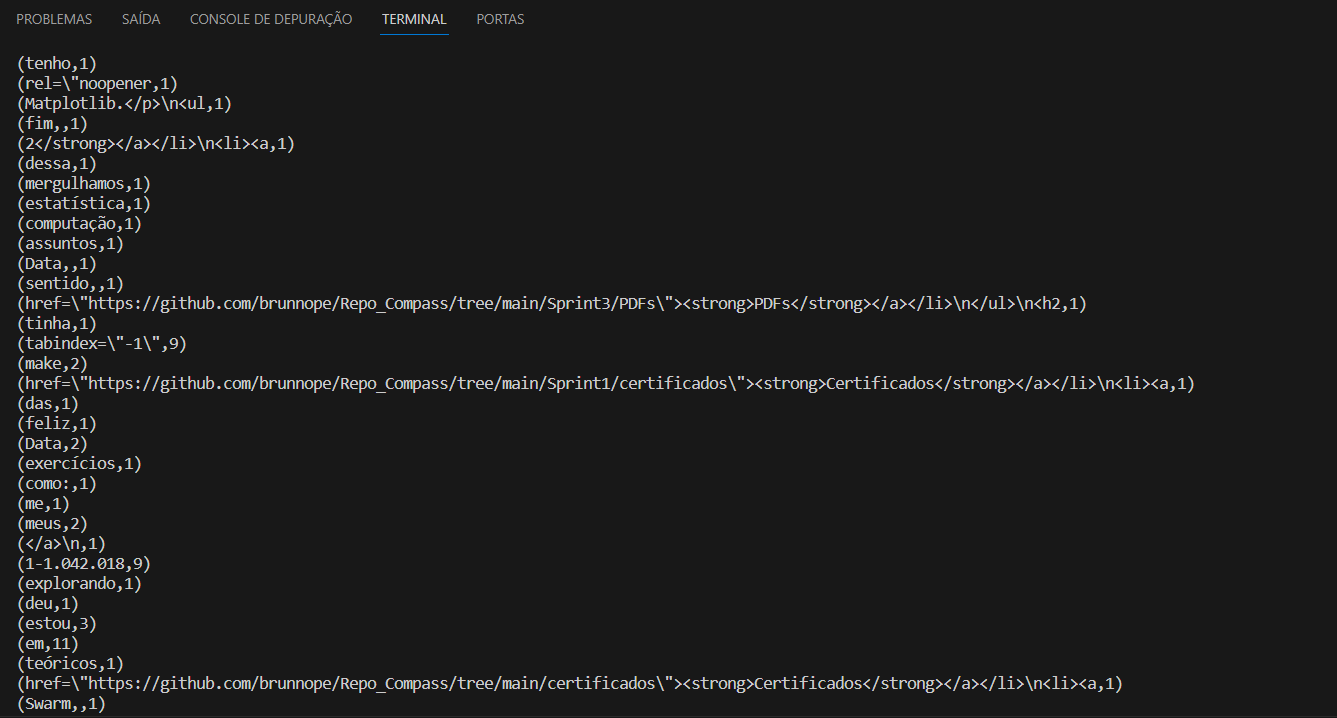 PROBLEMAS SAÍDA CONSOLE DE DEPURAÇÃO TERMINAL PORTAS
(tenho,1)
(rel=\"noopener,1)
(Matplotlib.</p>\n<ul,1)
(fim,,1)
(2</strong></a></li>\n<li><a,1)
(dessa,1)
(mergulhamos,1)
(estatística,1)
(computação,1)
(assuntos,1)
(Data,,1)
(sentido,,1)
(href=\"https://github.com/brunnope/Repo_Compass/tree/main/Sprint3/PDFs\"><strong>PDFs</strong></a></li>\n</ul>\n<h2,1)
(tinha,1)
(tabindex=\"-1\",9)
(make,2)
(href=\"https://github.com/brunnope/Repo_Compass/tree/main/Sprint1/certificados\"><strong>Certificados</strong></a></li>\n<li><a,1)
(das,1)
(feliz,1)
(Data,2)
(exercícios,1)
(como:,1)
(me,1)
(meus,2)
(</a>\n,1)
(1-1.042.018,9)
(explorando,1)
(deu,1)
(estou,3)
(em,11)
(teóricos,1)
(href=\"https://github.com/brunnope/Repo_Compass/tree/main/certificados\"><strong>Certificados</strong></a></li>\n<li><a,1)
(Swarm,,1)